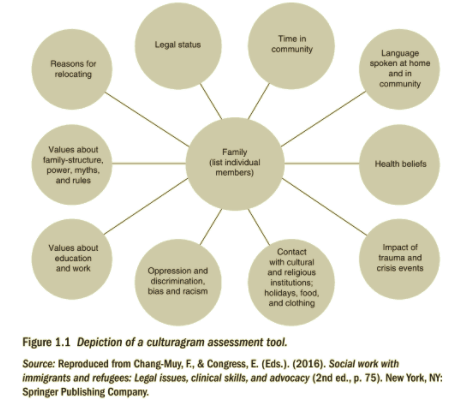 Legal status
Time in
community
Reasons for
relocating
Language
spoken at home
and in
community
Values about
family-structure,
power, myths,
and rules
Family
(list individual
members)
Health beliefs
Values about
education
and work
Oppression and
discrimination,
bias and racism
Contact
with cultural
and religious
institutions;
holidays, food,
and clothing
Impact of
trauma and
crisis events
Figure 1.1 Depiction of a culturagram assessment tool.
Source: Reproduced from Chang-Muy, F., & Congress, E. (Eds.). (2016). Social work with
immigrants and refugees: Legal issues, clinical skills, and advocacy (2nd ed., p. 75). New York, NY:
Springer Publishing Company.